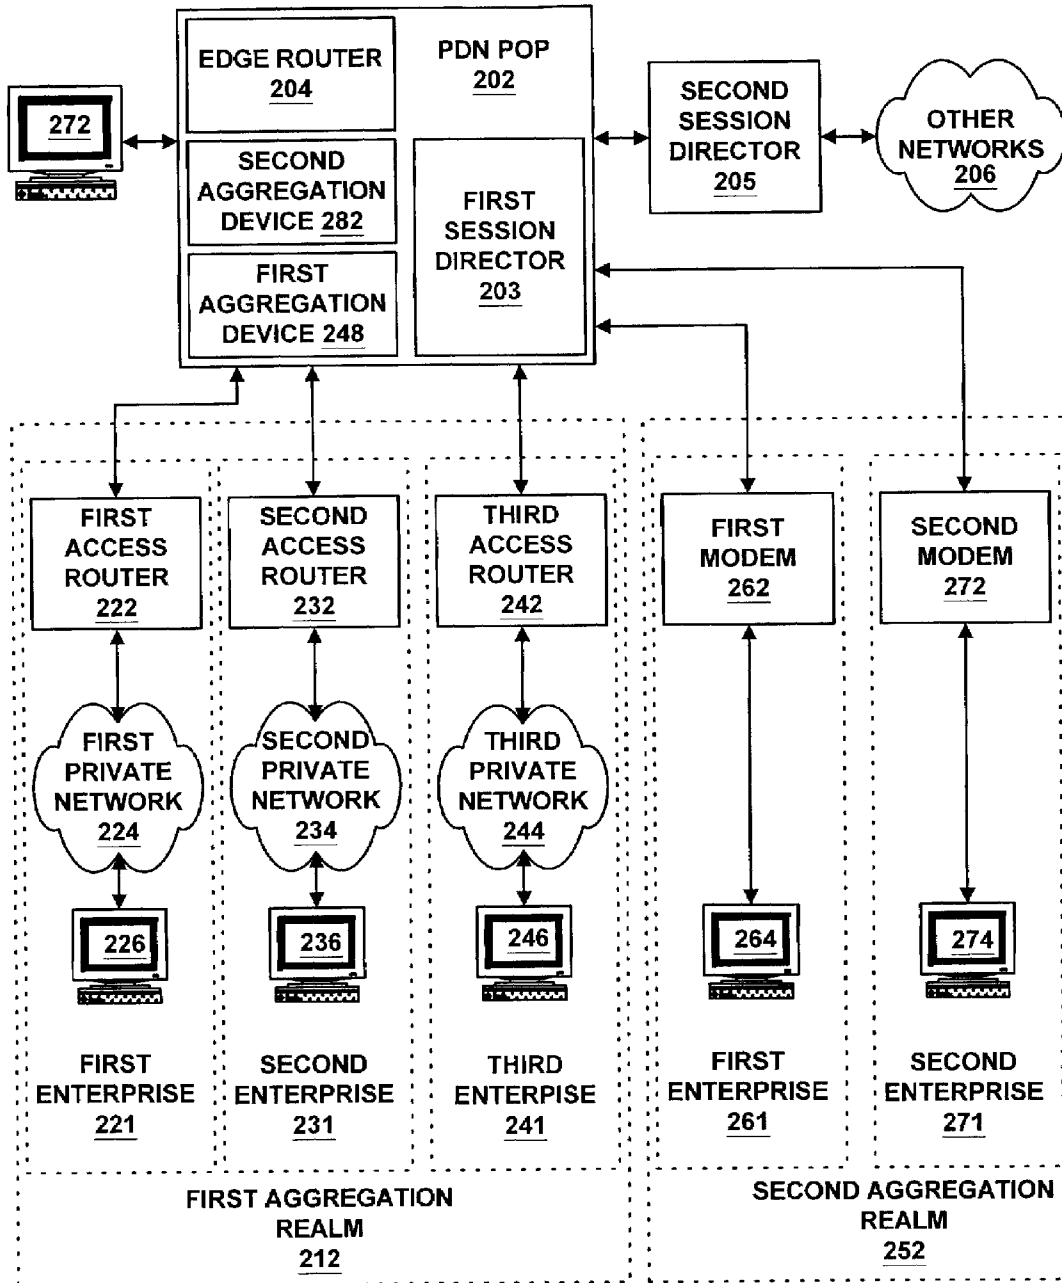 EDGE ROUTER
204
PDN POP
202
272
SECOND
AGGREGATION
DEVICE 282
FIRST
SESSION
DIRECTOR
203
FIRST
AGGREGATION
DEVICE 248
SECOND
SESSION
DIRECTOR
205
OTHER
NETWORKS
206
FIRST
ACCESS
ROUTER
222
SECOND
ACCESS
ROUTER
232
THIRD
ACCESS
ROUTER
242
FIRST
MODEM
262
SECOND
MODEM
272
FIRST
PRIVATE
NETWORK
224
SECOND
PRIVATE
NETWORK
234
THIRD
PRIVATE
NETWORK
244
226
236
246
264
274
FIRST
ENTERPRISE
221
SECOND
ENTERPRISE
231
THIRD
ENTERPISE
241
FIRST
ENTERPRISE
261
SECOND
ENTERPRISE
271
FIRST AGGREGATION
REALM
212
SECOND AGGREGATION
REALM
252